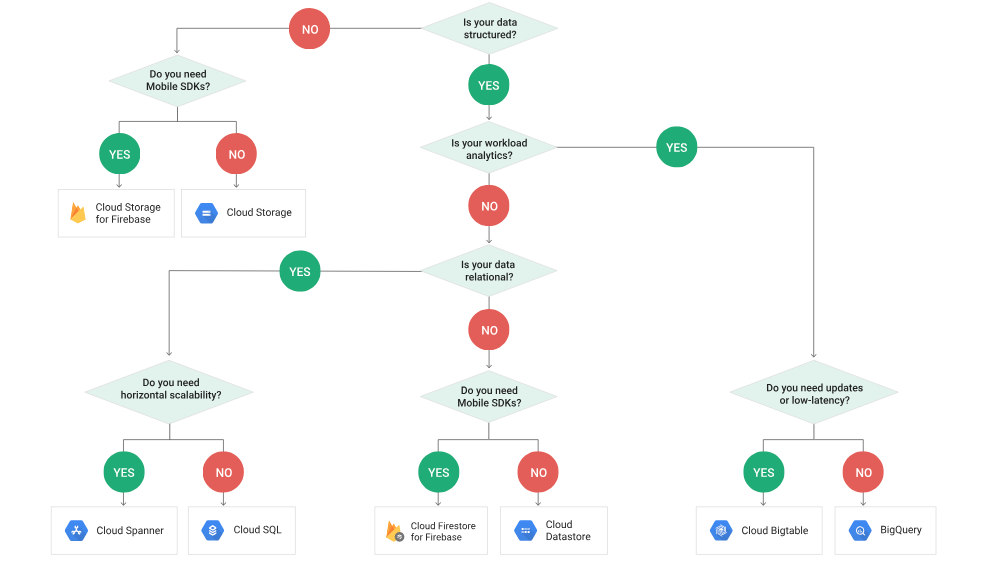 Is your data
structured?
NO
Do you need
Mobile SDKs?
YES
Is your workload
analytics?
YES
YES
NO
Cloud Storage
for Firebase
Cloud Storage
NO
Is your data
relational?
YES
NO
Do you need
horizontal scalability?
Do you need
Mobile SDKs?
Do you need updates
or low-latency?
YES
NO
YES
NO
YES
NO
Cloud Spanner
Cloud SQL
Cloud Firestore
for Firebase
Cloud
Datastore
Cloud Bigtable
BigQuery